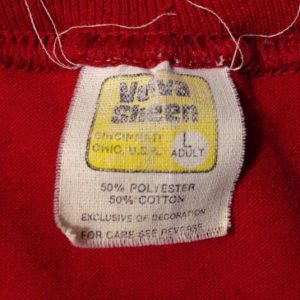 Velva
Sheen
CINCINNATI
OHIO, U.S.A.
L
ADULT
50% POLYESTER
50% COTTON
EXCLUSIVE OF DECORATION
FOR CARE SEE REVERSE